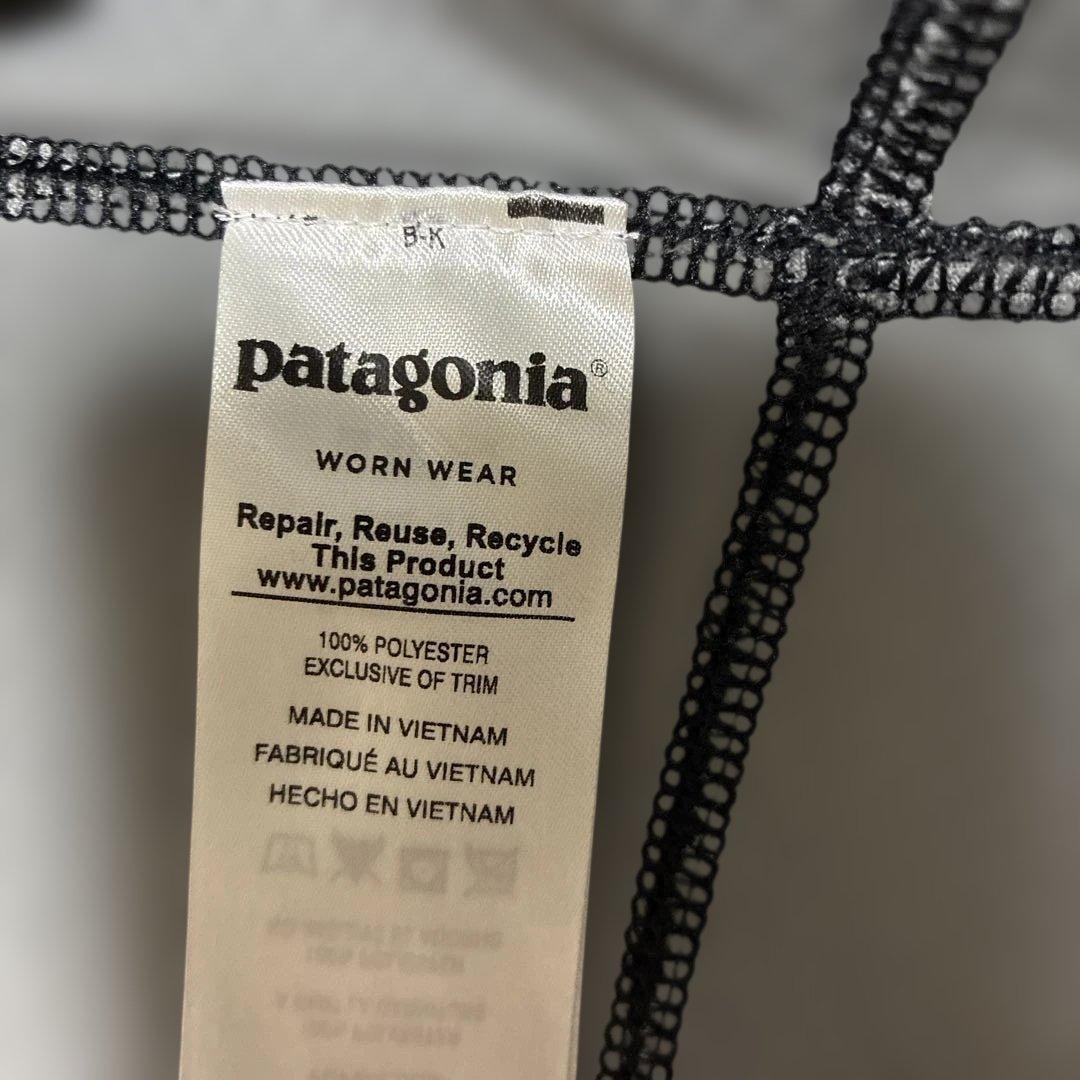 B-K
patagonia®
WORN WEAR
Repair, Reuse, Recycle
This Product
www.patagonia.com
100% POLYESTER
EXCLUSIVE OF TRIM
MADE IN VIETNAM
FABRIQUÉ AU VIETNAM
HECHO EN VIETNAM